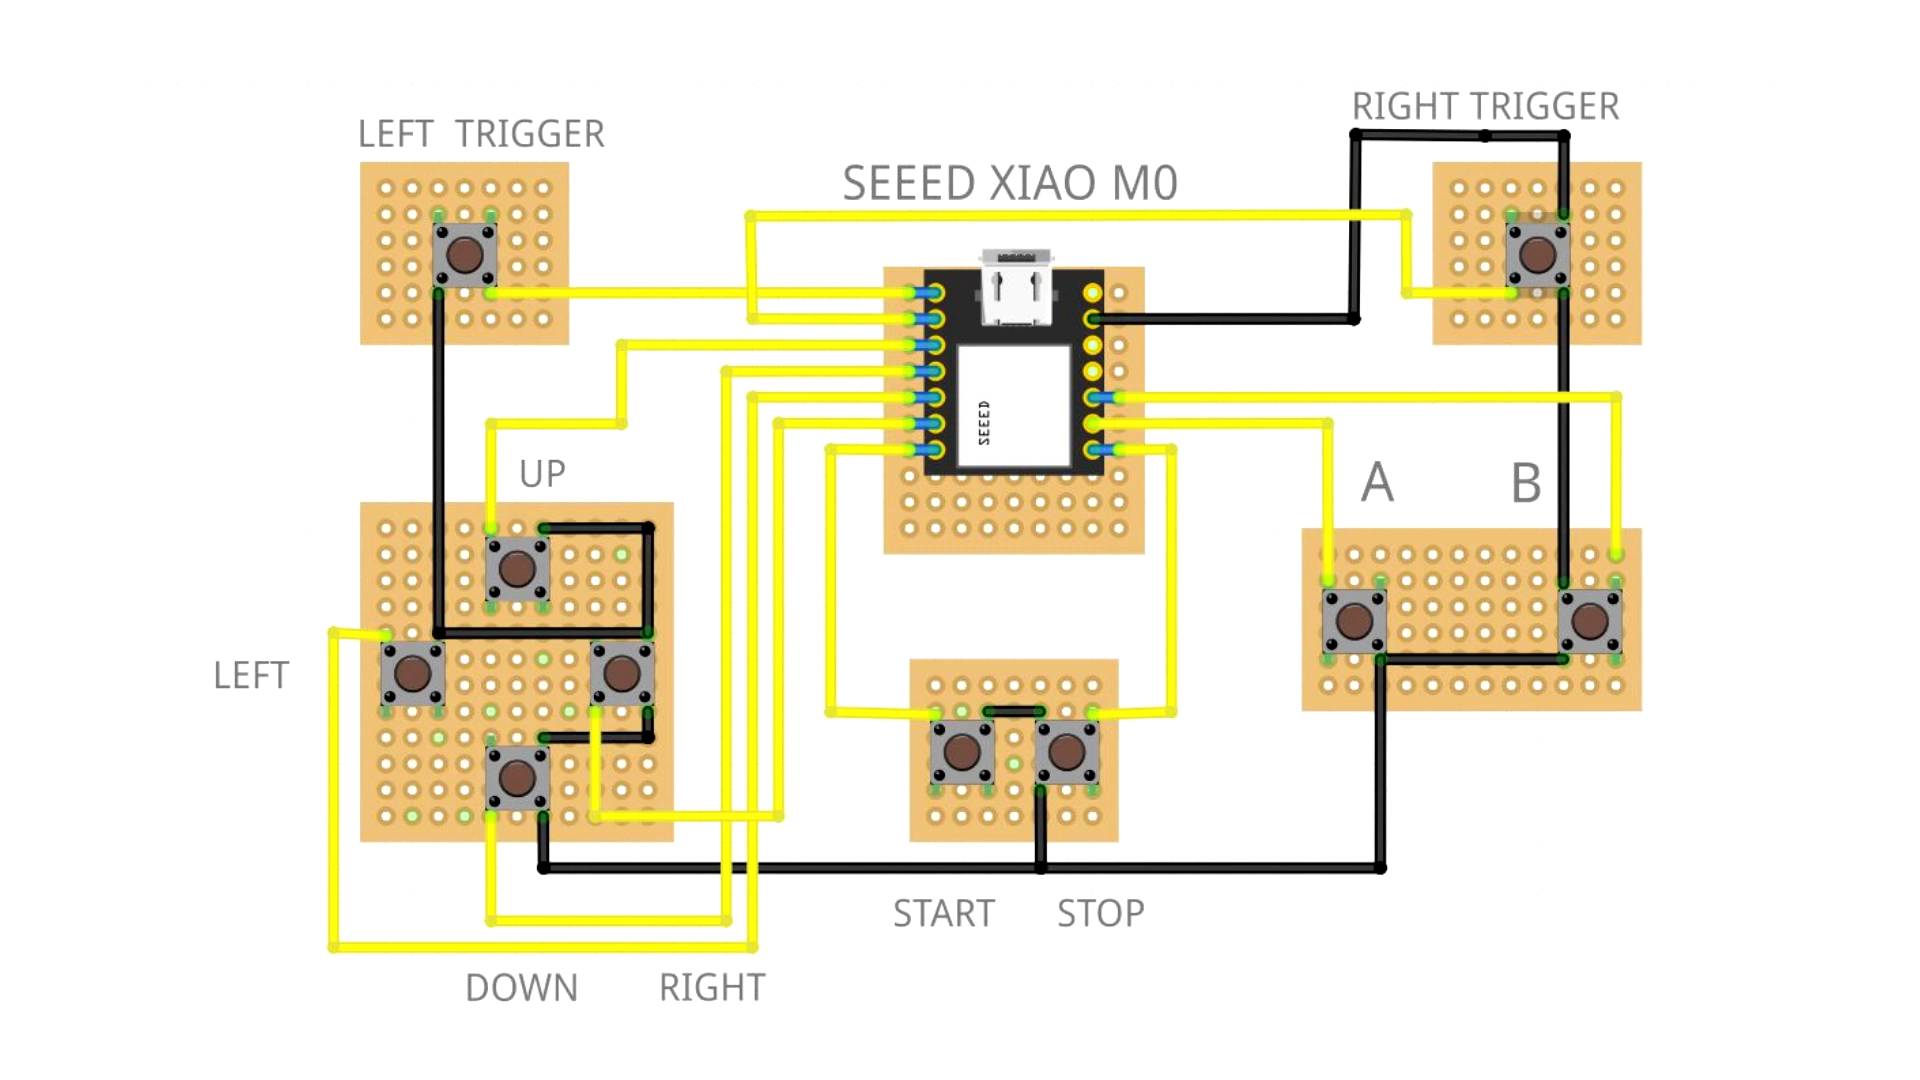 RIGHT TRIGGER
LEFT TRIGGER
SEEED XIAO M0
SEEED
UP
A
B
LEFT
START
STOP
DOWN
RIGHT